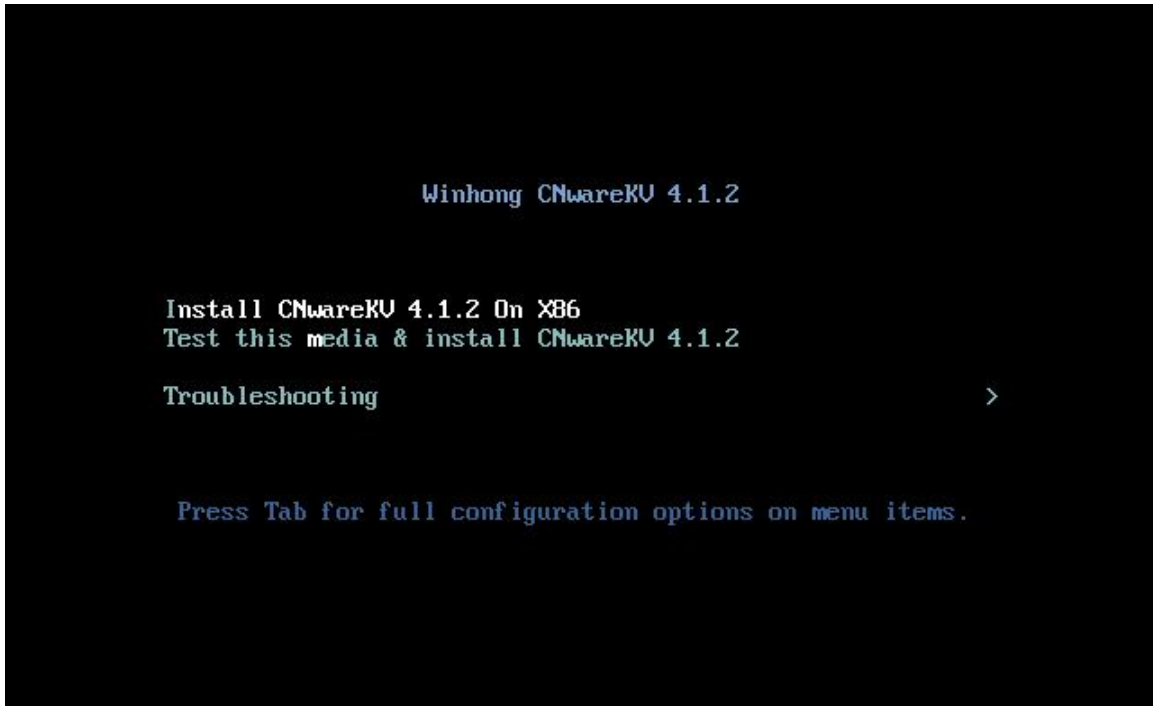 Winhong CNwareKV 4.1.2
Install CNwareKV 4.1.2 On X86
Test this media & install CNwareKV 4.1.2
Troubleshooting >
Press Tab for full configuration options on menu items.